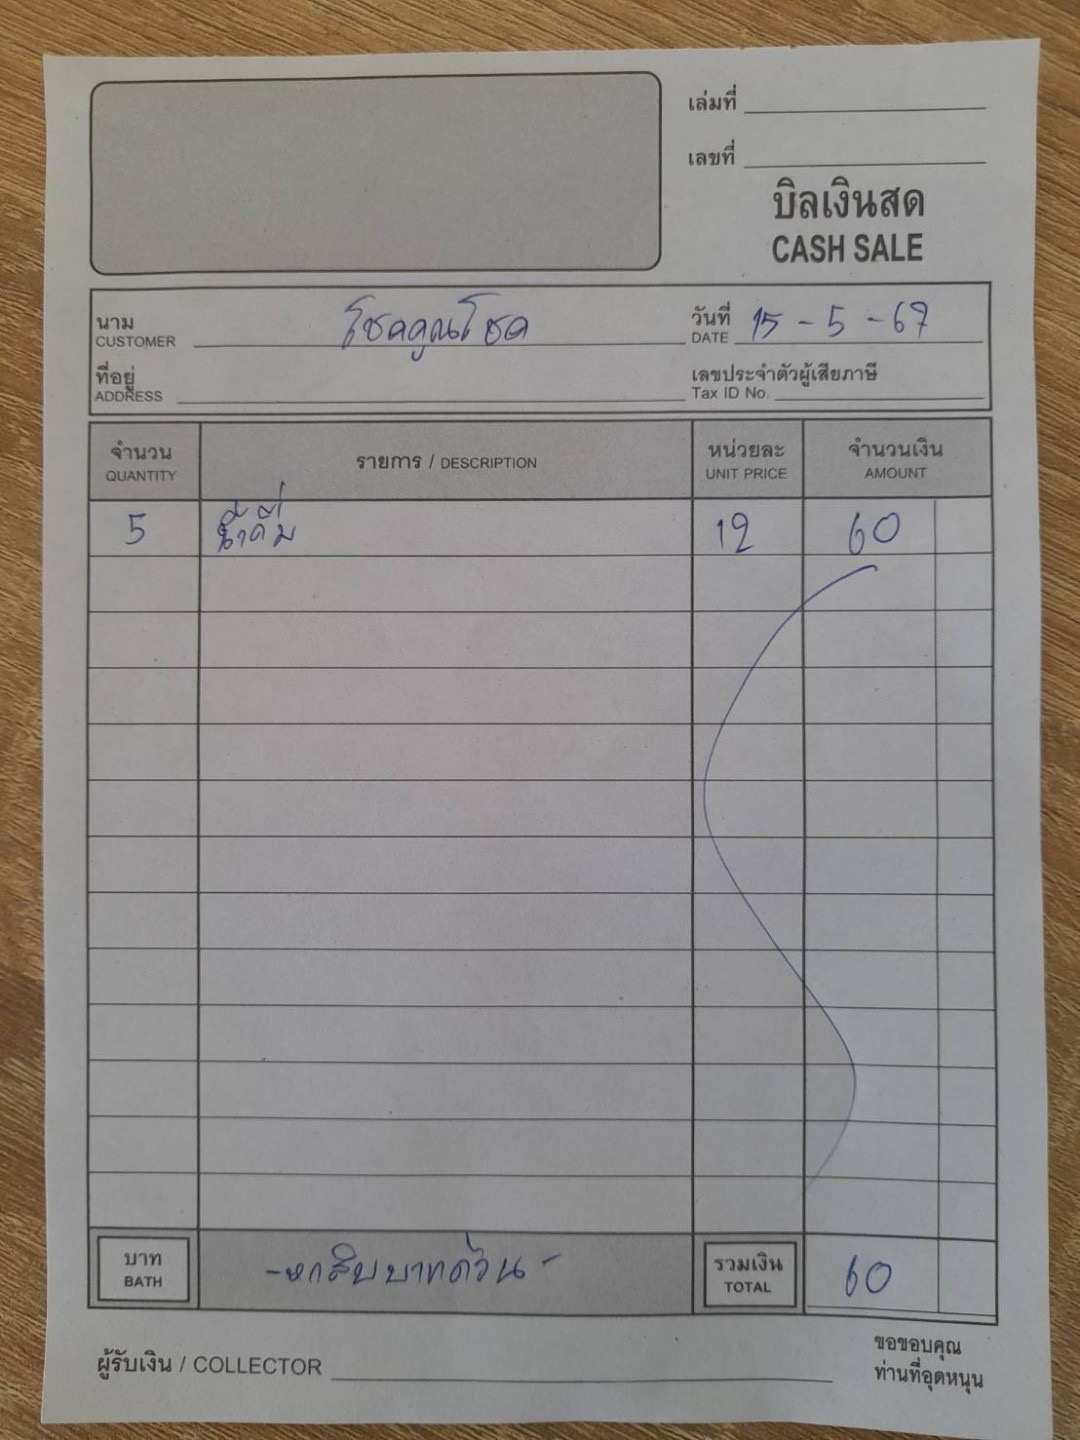 เล่มที่
เลขที่
บิลเงินสด
CASH SALE
นาม โชคคูณโชค วันที่ 15 - 5 - 67
CUSTOMER DATE
ที่อยู่ เลขประจำตัวผู้เสียภาษี
ADDRESS Tax ID No.
จำนวน รายการ / DESCRIPTION หน่วยละ จำนวนเงิน
QUANTITY UNIT PRICE AMOUNT
5 น้ำดื่ม 12 60
บาท - หกสิบบาทถ้วน - รวมเงิน 60
BATH TOTAL
ผู้รับเงิน / COLLECTOR
ขอขอบคุณ
ท่านที่อุดหนุน